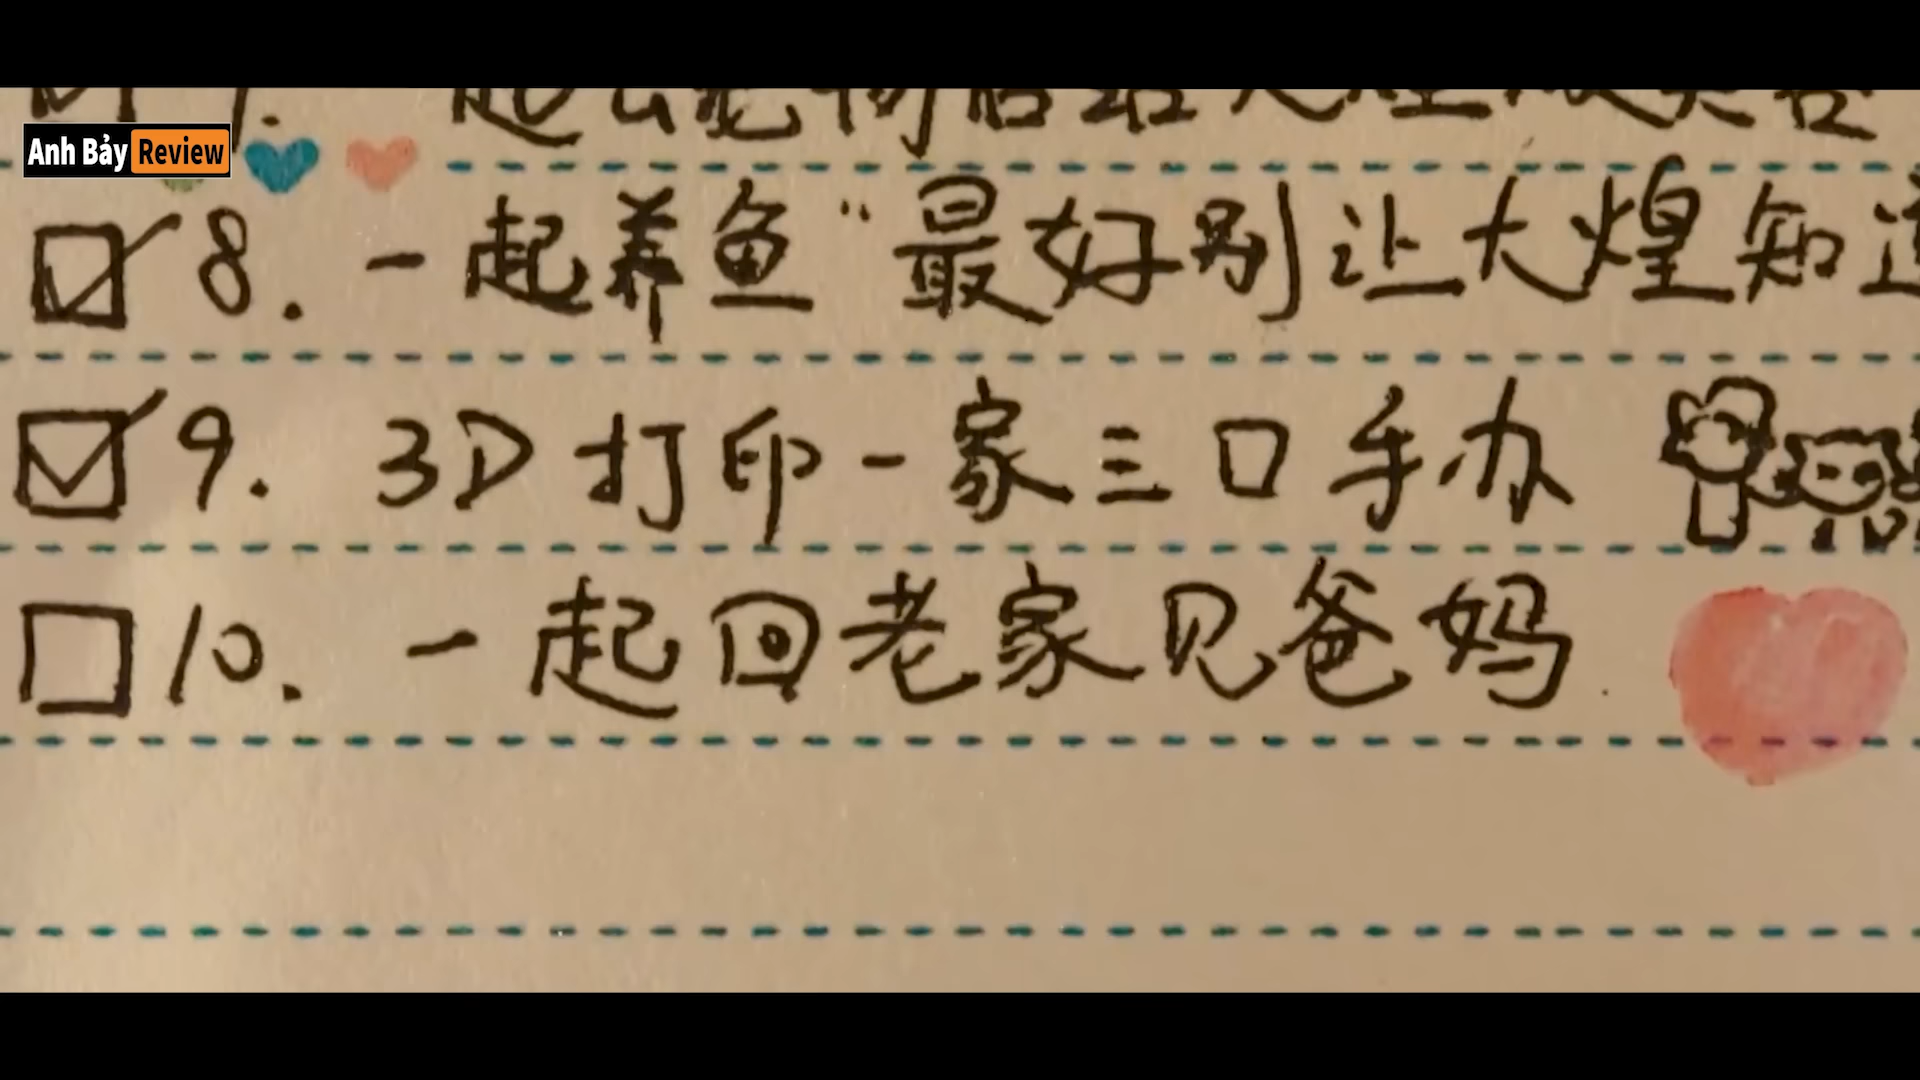 Anh Bảy Review
8. 一起养鱼 "最好别让大煌知道
9. 3D打印一家三口手办
10. 一起回老家见爸妈